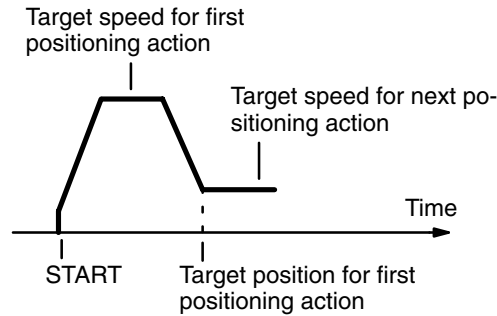 Target speed for first
positioning action
Target speed for next po-
sitioning action
Time
START
Target position for first
positioning action